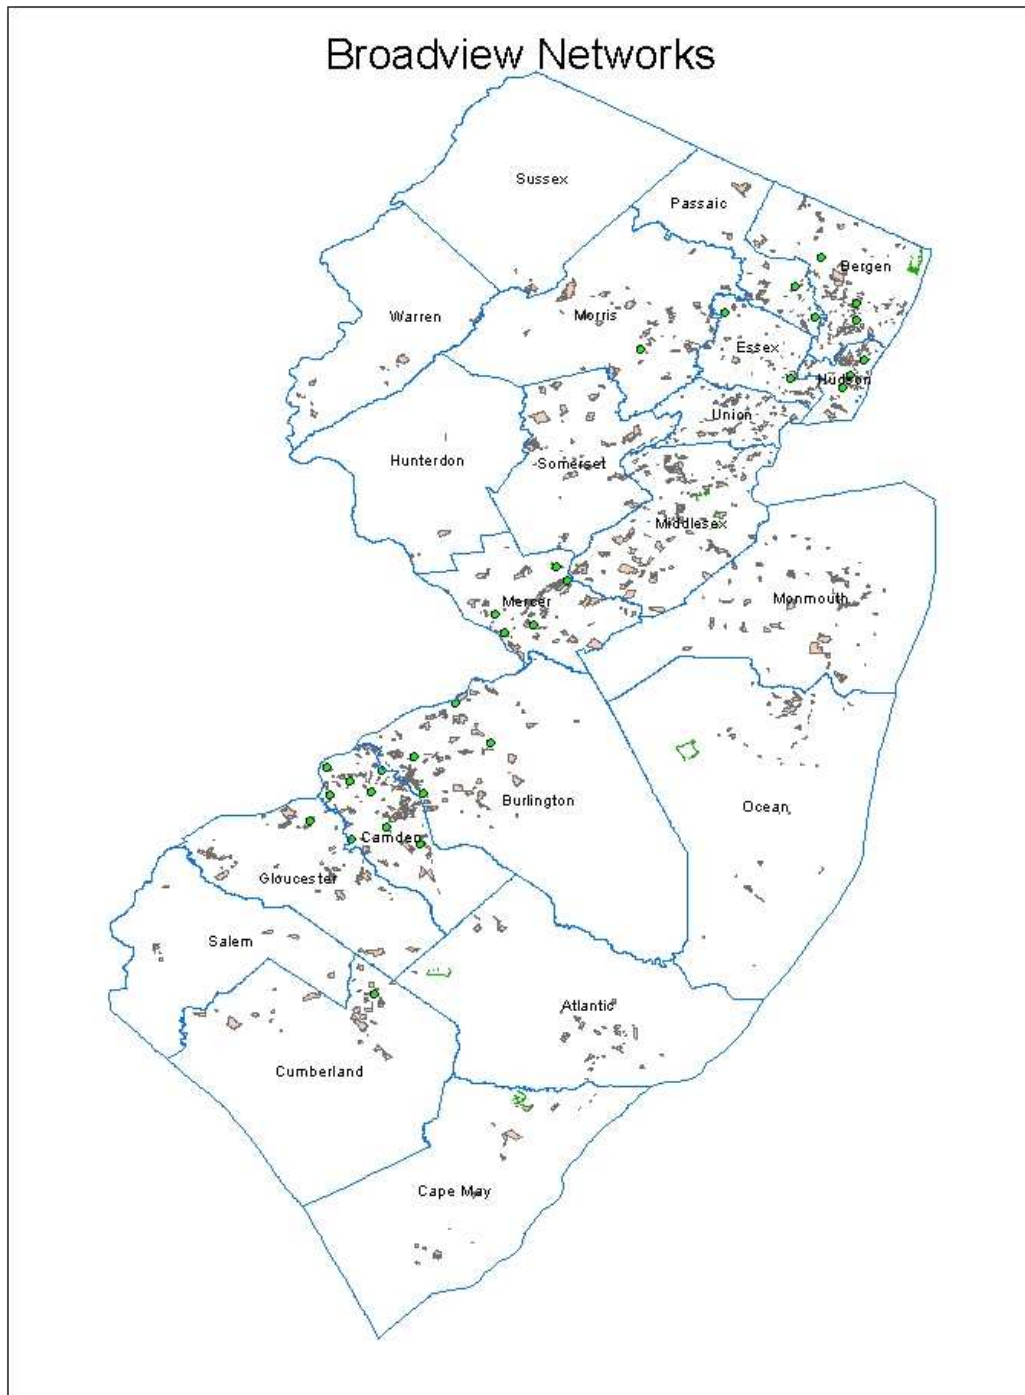 Broadview Networks
Sussex
Passaic
Bergen
Warren
Morris
Essex
Hudson
Union
Hunterdon
Somerset
Middlesex
Mercer
Monmouth
Burlington
Ocean
Camden
Gloucester
Salem
Atlantic
Cumberland
Cape May